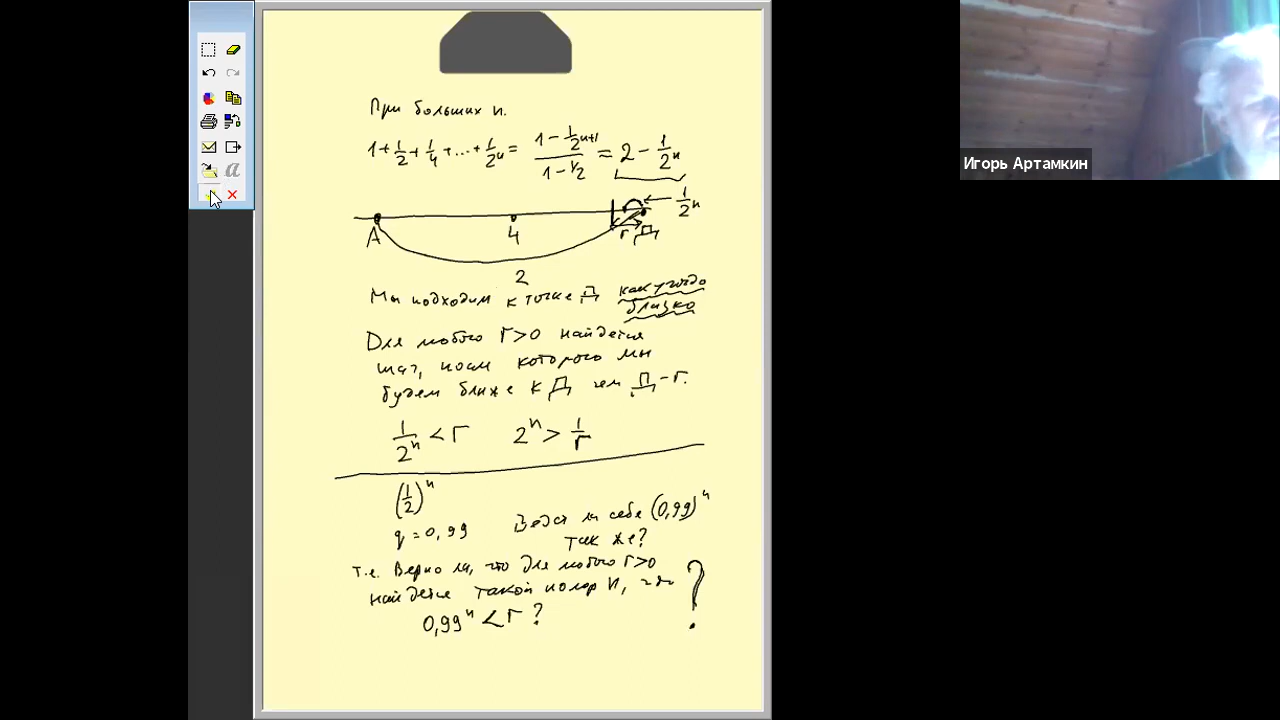 При больших n.
1 + 1/2 + 1/4 + ... + 1/2ⁿ = (1 − 1/2ⁿ⁺¹)/(1 − 1/2) = 2 − 1/2ⁿ
1/2ⁿ
А Ч Г Д
2
Мы подходим к точке Д как угодно
близко
Для любого Г>0 найдется
шаг, после которого мы
будем ближе к Д чем Д−Г.
1/2ⁿ < Г 2ⁿ > 1/Г
(1/2)ⁿ
q = 0,99 Ведет ли себя (0,99)ⁿ
так же?
т.е. Верно ли, что для любого Г>0
найдется такой номер n, что
0,99ⁿ < Г ?
?
Игорь Артамкин